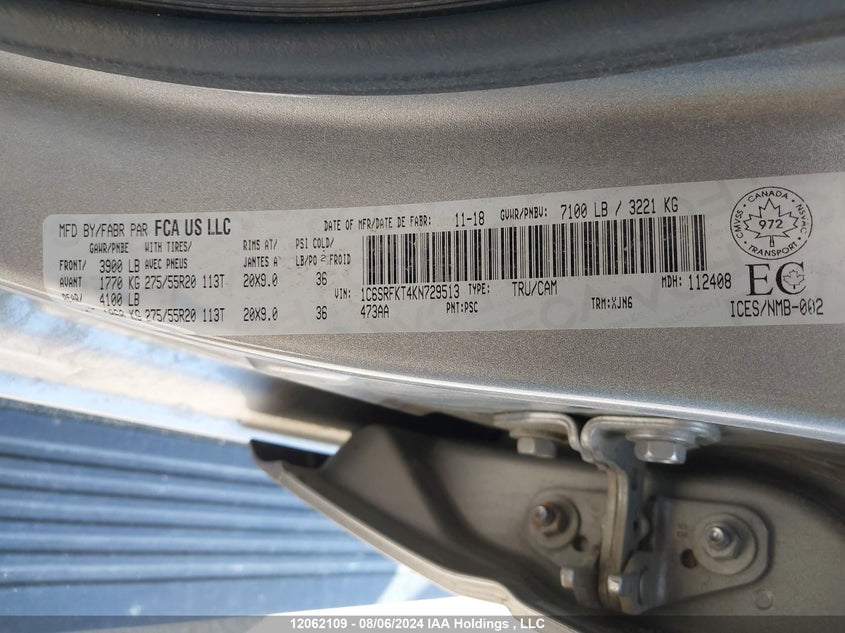 MFD BY/FABR PAR FCA US LLC
DATE OF MFR/DATE DE FABR: 11-18 GVWR/PNBV: 7100 LB / 3221 KG
GAWR/PNBE WITH TIRES/ RIMS AT/ PSI COLD/
AVEC PNEUS JANTES A LB/PO² FROID
FRONT/ 3900 LB
AVANT 1770 KG 275/55R20 113T 20X9.0 36
4100 LB
KG 275/55R20 113T 20X9.0 36
VIN: 1C6SRFKT4KN729513 TYPE: TRU/CAM MDH: 112408
473AA PNT:PSC TRM:XJN6
CMVSS CANADA NSVAC
972
TRANSPORT
EC
ICES/NMB-002
12062109 - 08/06/2024 IAA Holdings , LLC